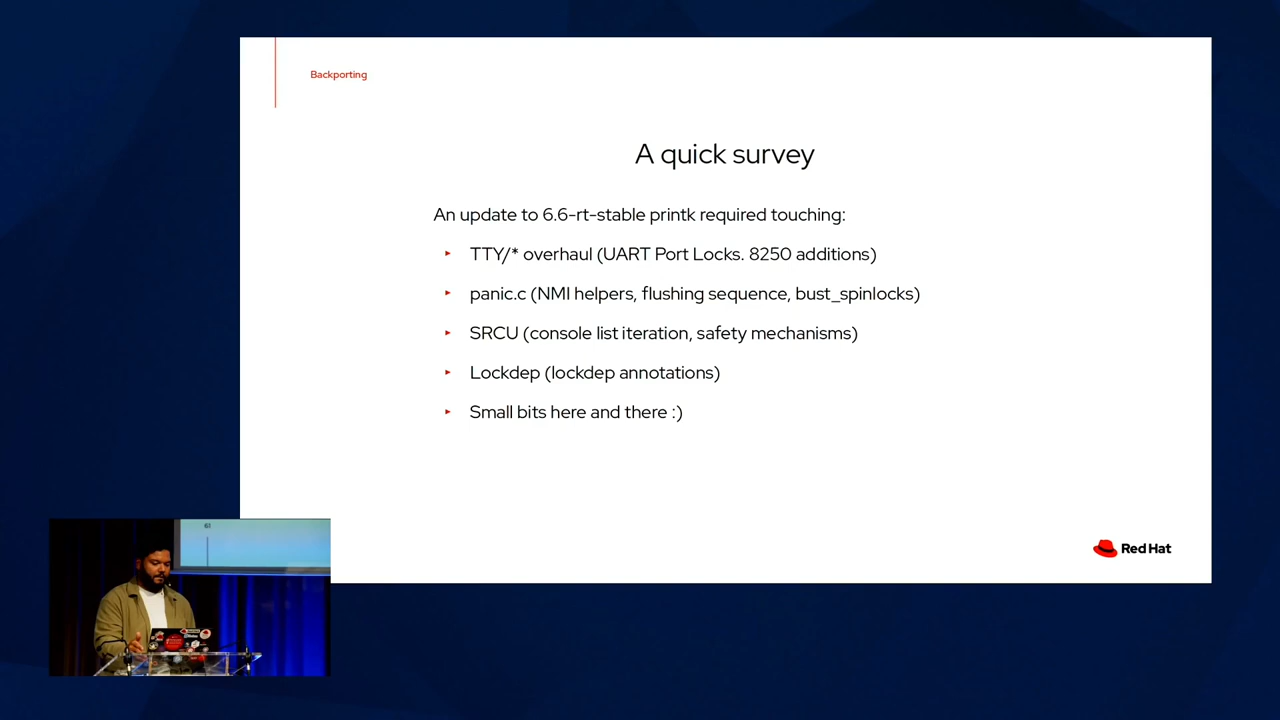 Backporting
A quick survey
An update to 6.6-rt-stable printk required touching:
TTY/* overhaul (UART Port Locks. 8250 additions)
panic.c (NMI helpers, flushing sequence, bust_spinlocks)
SRCU (console list iteration, safety mechanisms)
Lockdep (lockdep annotations)
Small bits here and there :)
Red Hat